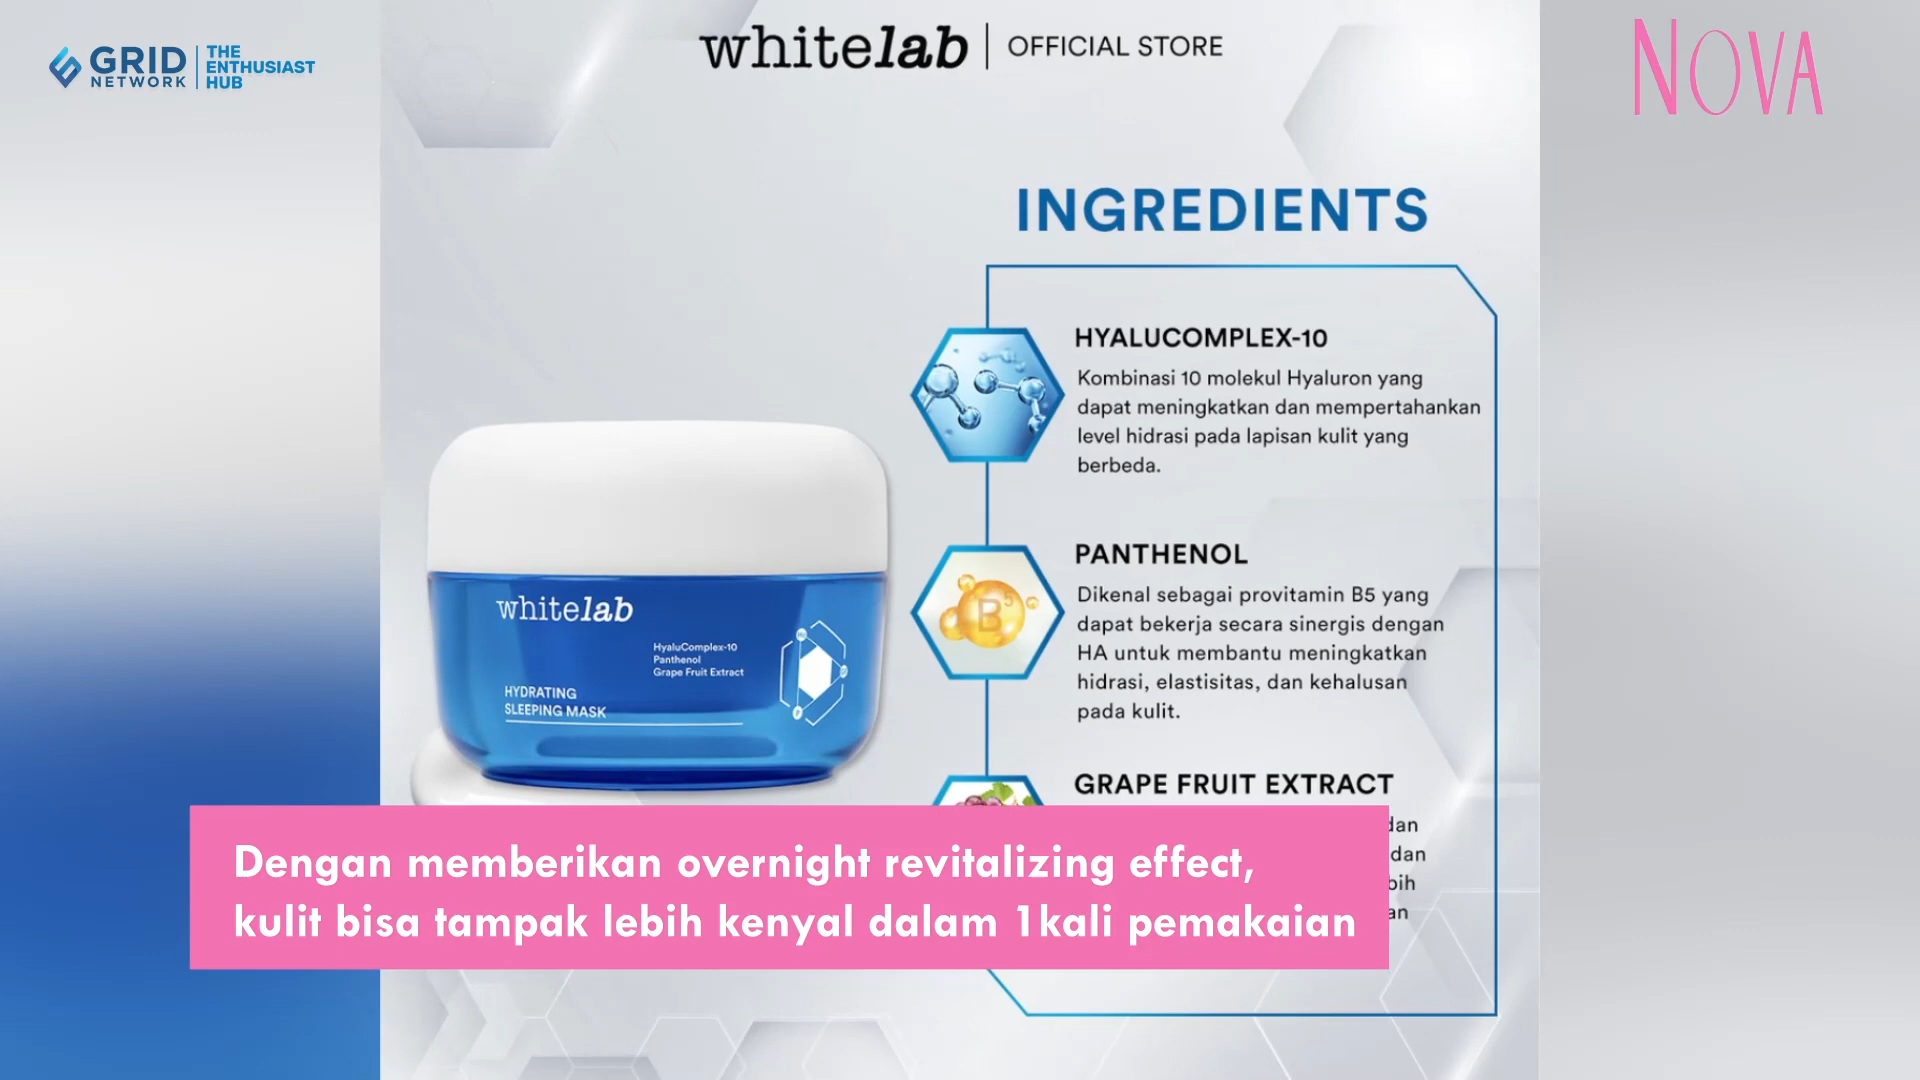 GRID
NETWORK
THE
ENTHUSIAST
HUB
whitelab
OFFICIAL STORE
NOVA
INGREDIENTS
HYALUCOMPLEX-10
Kombinasi 10 molekul Hyaluron yang
dapat meningkatkan dan mempertahankan
level hidrasi pada lapisan kulit yang
berbeda.
PANTHENOL
Dikenal sebagai provitamin B5 yang
dapat bekerja secara sinergis dengan
HA untuk membantu meningkatkan
hidrasi, elastisitas, dan kehalusan
pada kulit.
B5
GRAPE FRUIT EXTRACT
dan
dan
whitelab
HyaluComplex-10
Panthenol
Grape Fruit Extract
HYDRATING
SLEEPING MASK
Dengan memberikan overnight revitalizing effect,
kulit bisa tampak lebih kenyal dalam 1kali pemakaian